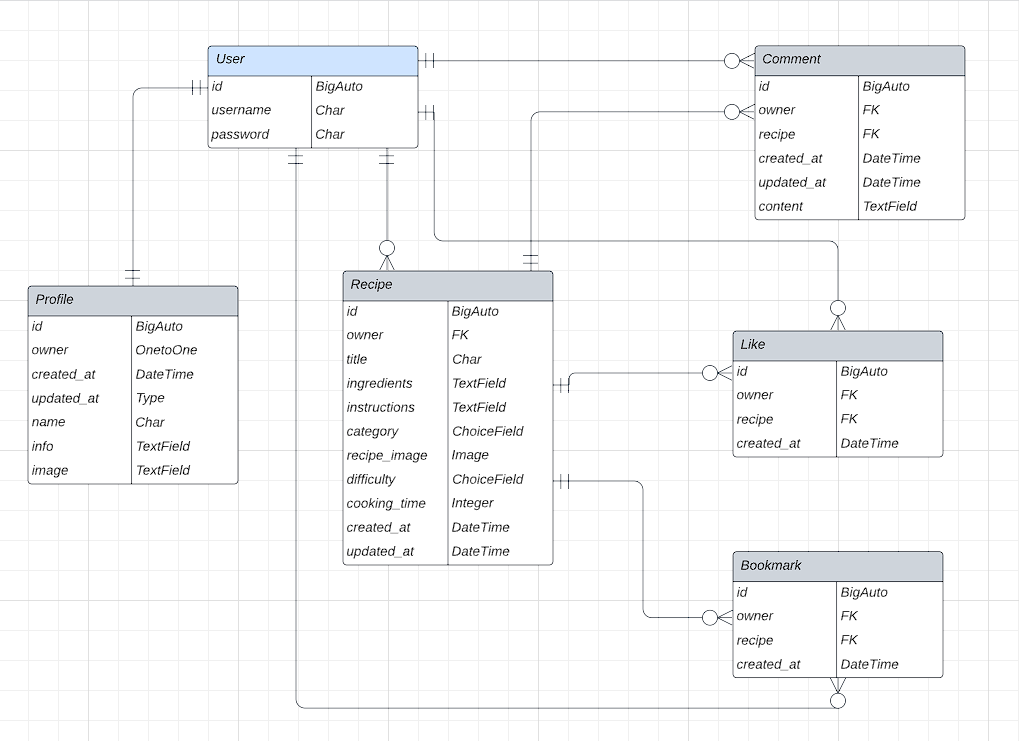 User
id BigAuto
username Char
password Char
Comment
id BigAuto
owner FK
recipe FK
created_at DateTime
updated_at DateTime
content TextField
Profile
id BigAuto
owner OnetoOne
created_at DateTime
updated_at Type
name Char
info TextField
image TextField
Recipe
id BigAuto
owner FK
title Char
ingredients TextField
instructions TextField
category ChoiceField
recipe_image Image
difficulty ChoiceField
cooking_time Integer
created_at DateTime
updated_at DateTime
Like
id BigAuto
owner FK
recipe FK
created_at DateTime
Bookmark
id BigAuto
owner FK
recipe FK
created_at DateTime